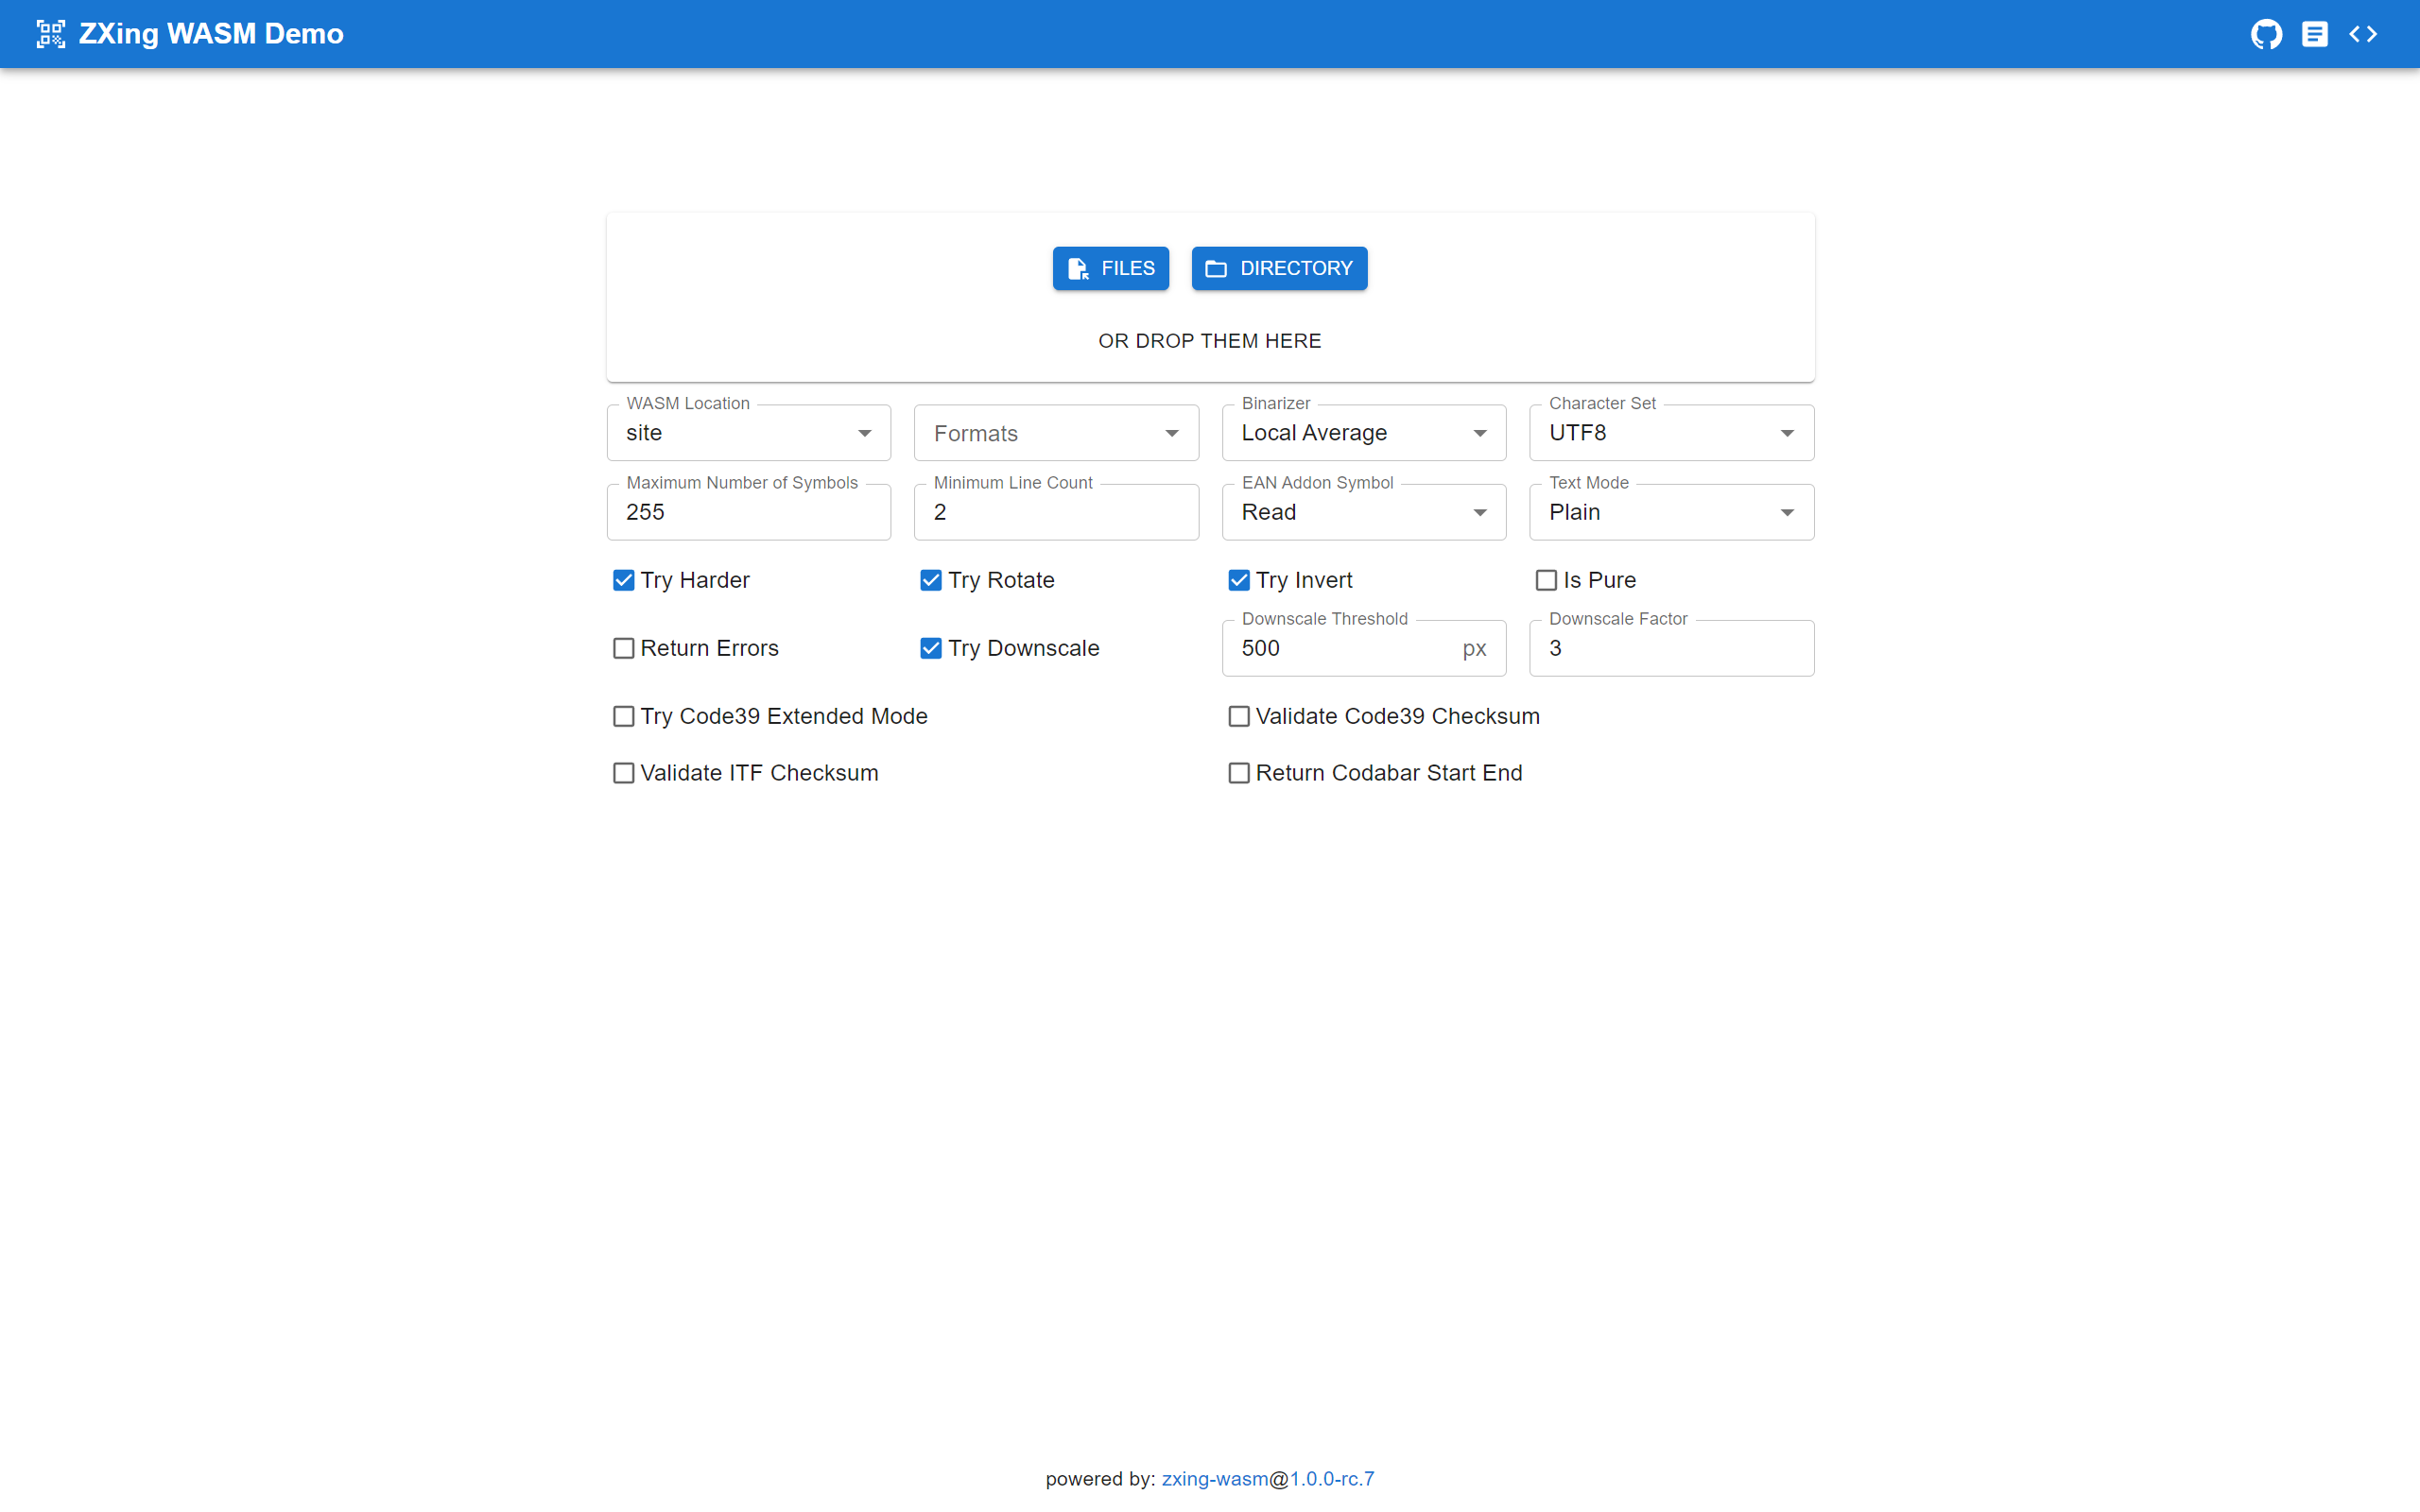 ZXing WASM Demo
FILES
DIRECTORY
OR DROP THEM HERE
WASM Location
site
Formats
Binarizer
Local Average
Character Set
UTF8
Maximum Number of Symbols
255
Minimum Line Count
2
EAN Addon Symbol
Read
Text Mode
Plain
Try Harder
Try Rotate
Try Invert
Is Pure
Return Errors
Try Downscale
Downscale Threshold
500 px
Downscale Factor
3
Try Code39 Extended Mode
Validate Code39 Checksum
Validate ITF Checksum
Return Codabar Start End
powered by: zxing-wasm@1.0.0-rc.7